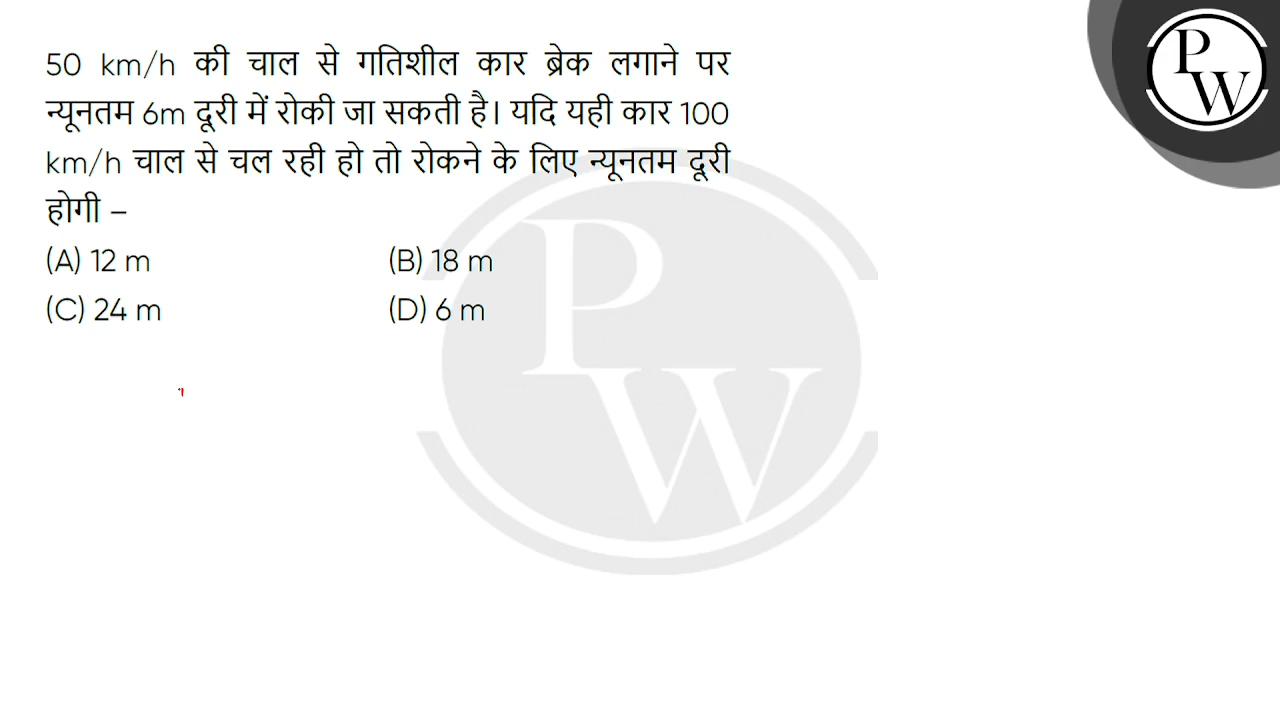 50 km/h की चाल से गतिशील कार ब्रेक लगाने पर
न्यूनतम 6m दूरी में रोकी जा सकती है। यदि यही कार 100
km/h चाल से चल रही हो तो रोकने के लिए न्यूनतम दूरी
होगी –
(A) 12 m (B) 18 m
(C) 24 m (D) 6 m
P
W
P
W